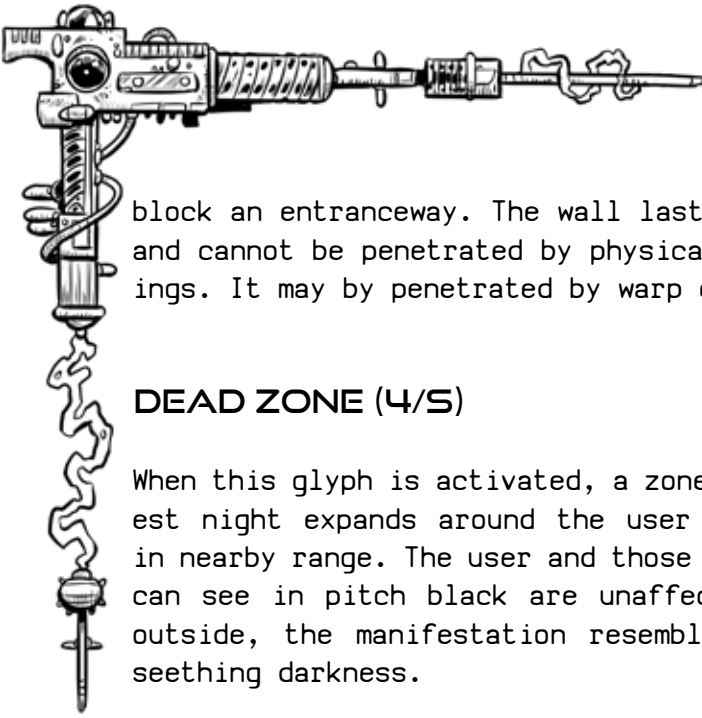 block an entranceway. The wall last
and cannot be penetrated by physica
ings. It may by penetrated by warp
DEAD ZONE (4/S)
When this glyph is activated, a zone
est night expands around the user
in nearby range. The user and those
can see in pitch black are unaffec
outside, the manifestation resembl
seething darkness.